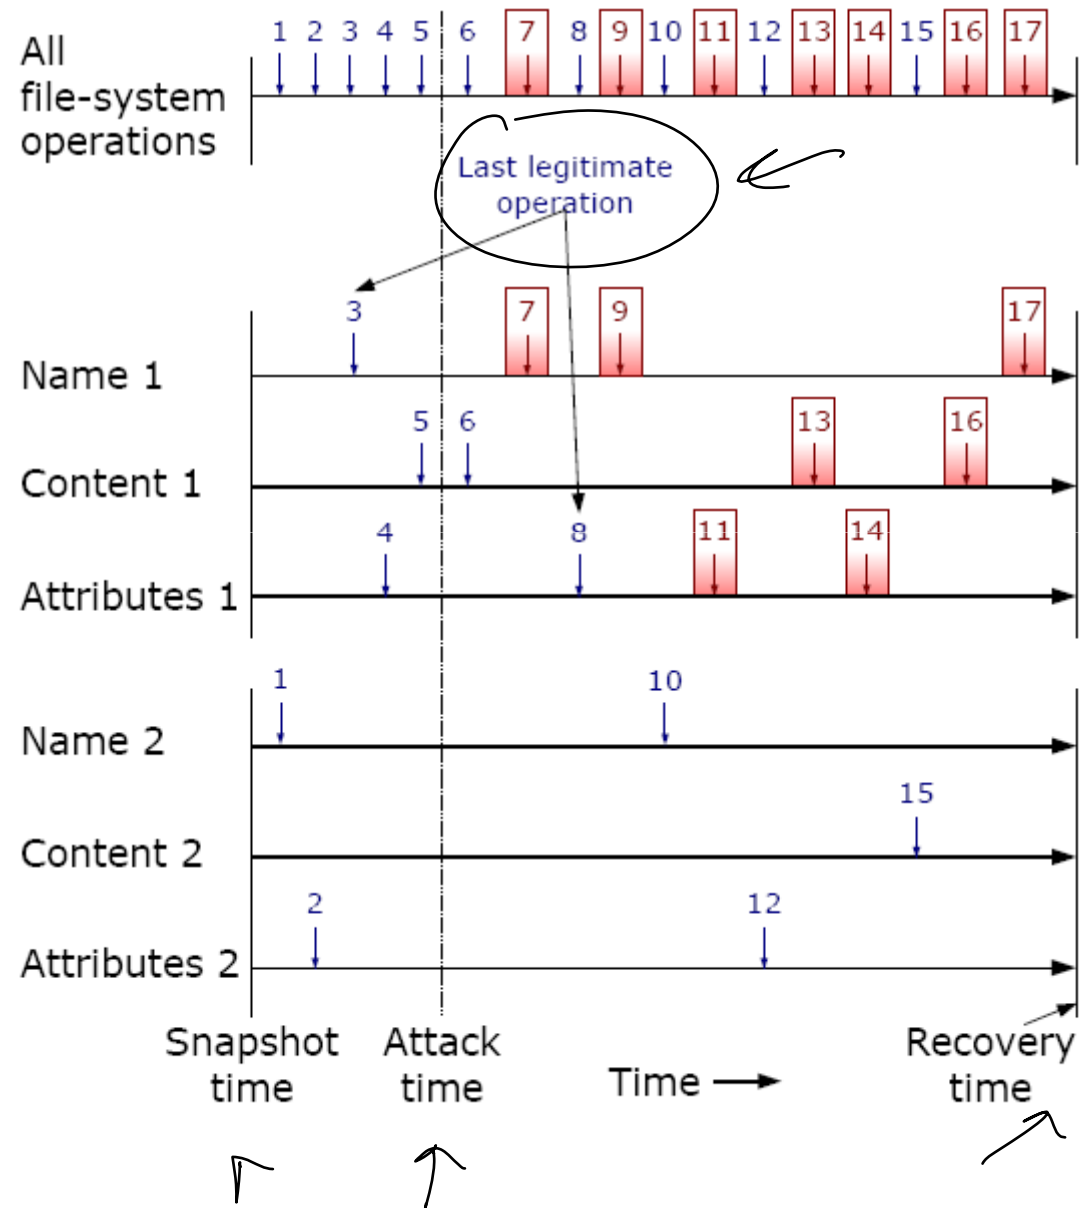 1 2 3 4 5 6 7 8 9 10 11 12 13 14 15 16 17
All
file-system
operations
Last legitimate
operation
3 7 9 17
Name 1
5 6 13 16
Content 1
4 8 11 14
Attributes 1
1 10
Name 2
15
Content 2
2 12
Attributes 2
Snapshot
time
Attack
time
Time
Recovery
time